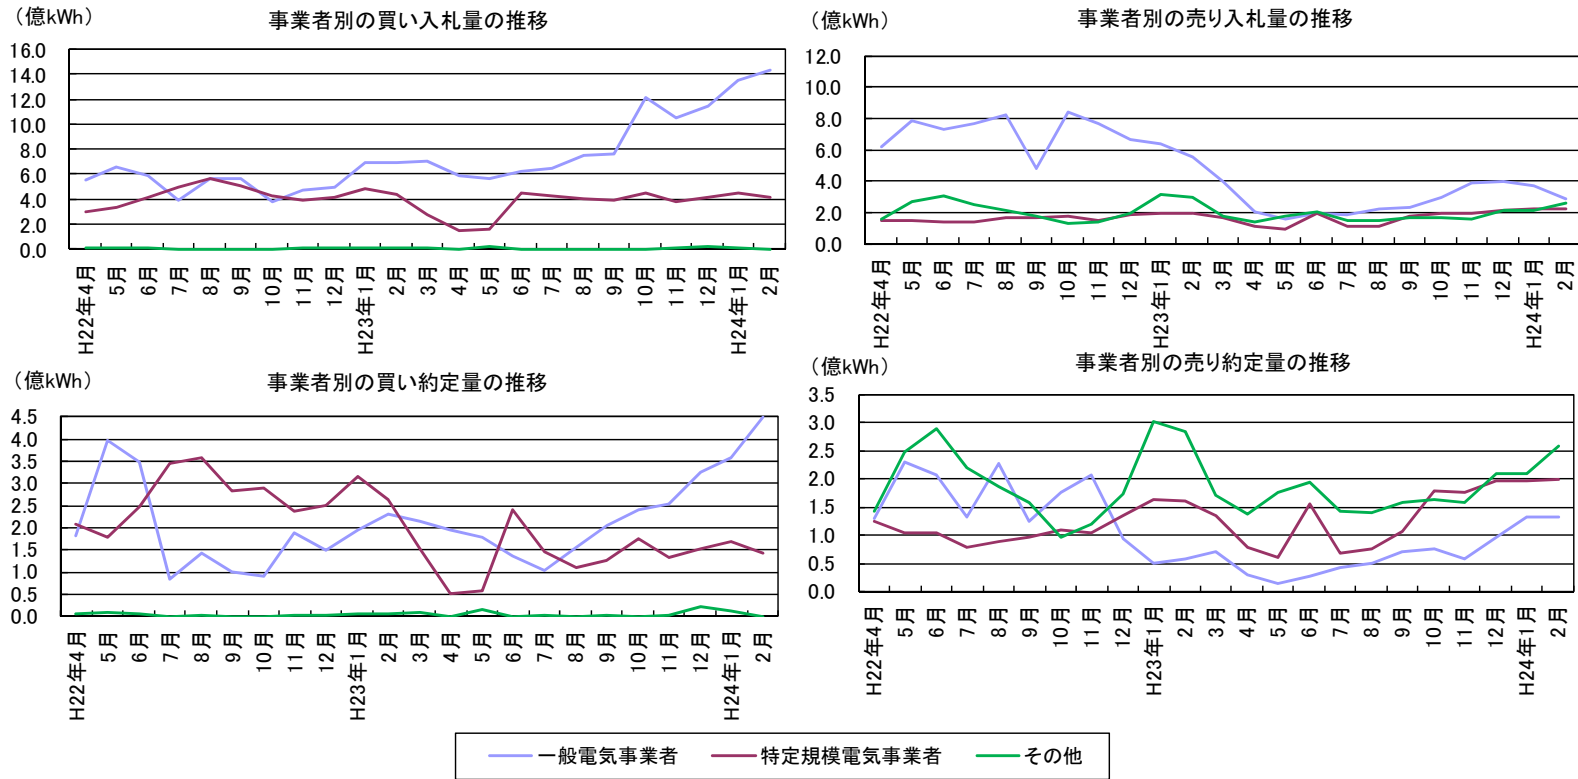 （億kWh）
事業者別の買い入札量の推移
16.0
14.0
12.0
10.0
8.0
6.0
4.0
2.0
0.0
H22年4月
5月
6月
7月
8月
9月
10月
11月
12月
H23年1月
2月
3月
4月
5月
6月
7月
8月
9月
10月
11月
12月
H24年1月
2月
（億kWh）
事業者別の売り入札量の推移
12.0
10.0
8.0
6.0
4.0
2.0
0.0
H22年4月
5月
6月
7月
8月
9月
10月
11月
12月
H23年1月
2月
3月
4月
5月
6月
7月
8月
9月
10月
11月
12月
H24年1月
2月
（億kWh）
事業者別の買い約定量の推移
4.5
4.0
3.5
3.0
2.5
2.0
1.5
1.0
0.5
0.0
H22年4月
5月
6月
7月
8月
9月
10月
11月
12月
H23年1月
2月
3月
4月
5月
6月
7月
8月
9月
10月
11月
12月
H24年1月
2月
（億kWh）
事業者別の売り約定量の推移
3.5
3.0
2.5
2.0
1.5
1.0
0.5
0.0
H22年4月
5月
6月
7月
8月
9月
10月
11月
12月
H23年1月
2月
3月
4月
5月
6月
7月
8月
9月
10月
11月
12月
H24年1月
2月
一般電気事業者
特定規模電気事業者
その他